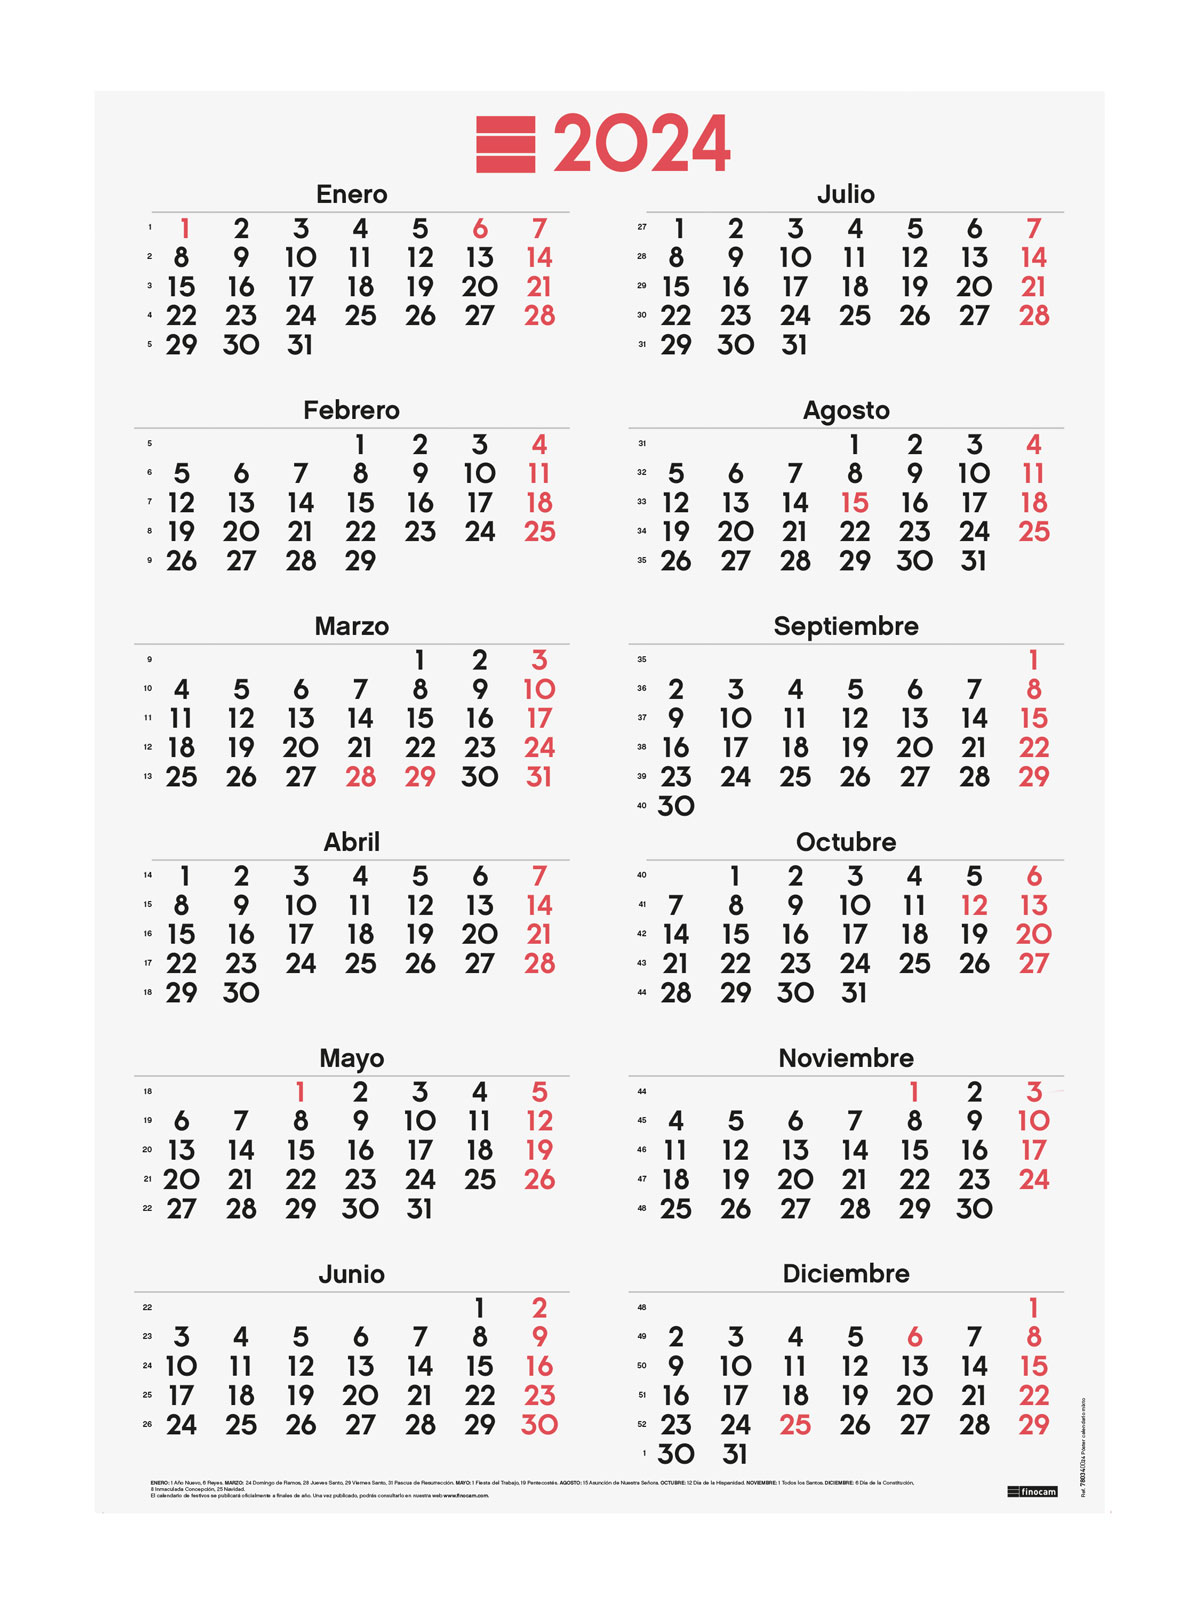 2024
Enero
1 1 2 3 4 5 6 7
2 8 9 10 11 12 13 14
3 15 16 17 18 19 20 21
4 22 23 24 25 26 27 28
5 29 30 31
Febrero
5 1 2 3 4
6 5 6 7 8 9 10 11
7 12 13 14 15 16 17 18
8 19 20 21 22 23 24 25
9 26 27 28 29
Marzo
9 1 2 3
10 4 5 6 7 8 9 10
11 11 12 13 14 15 16 17
12 18 19 20 21 22 23 24
13 25 26 27 28 29 30 31
Abril
14 1 2 3 4 5 6 7
15 8 9 10 11 12 13 14
16 15 16 17 18 19 20 21
17 22 23 24 25 26 27 28
18 29 30
Mayo
18 1 2 3 4 5
19 6 7 8 9 10 11 12
20 13 14 15 16 17 18 19
21 20 21 22 23 24 25 26
22 27 28 29 30 31
Junio
22 1 2
23 3 4 5 6 7 8 9
24 10 11 12 13 14 15 16
25 17 18 19 20 21 22 23
26 24 25 26 27 28 29 30
Julio
27 1 2 3 4 5 6 7
28 8 9 10 11 12 13 14
29 15 16 17 18 19 20 21
30 22 23 24 25 26 27 28
31 29 30 31
Agosto
31 1 2 3 4
32 5 6 7 8 9 10 11
33 12 13 14 15 16 17 18
34 19 20 21 22 23 24 25
35 26 27 28 29 30 31
Septiembre
35 1
36 2 3 4 5 6 7 8
37 9 10 11 12 13 14 15
38 16 17 18 19 20 21 22
39 23 24 25 26 27 28 29
40 30
Octubre
40 1 2 3 4 5 6
41 7 8 9 10 11 12 13
42 14 15 16 17 18 19 20
43 21 22 23 24 25 26 27
44 28 29 30 31
Noviembre
44 1 2 3
45 4 5 6 7 8 9 10
46 11 12 13 14 15 16 17
47 18 19 20 21 22 23 24
48 25 26 27 28 29 30
Diciembre
48 1
49 2 3 4 5 6 7 8
50 9 10 11 12 13 14 15
51 16 17 18 19 20 21 22
52 23 24 25 26 27 28 29
1 30 31
ENERO: 1 Año Nuevo, 6 Reyes. MARZO: 24 Domingo de Ramos, 28 Jueves Santo, 29 Viernes Santo, 31 Pascua de Resurrección. MAYO: 1 Fiesta del Trabajo, 19 Pentecostés. AGOSTO: 15 Asunción de Nuestra Señora. OCTUBRE: 12 Día de la Hispanidad. NOVIEMBRE: 1 Todos los Santos. DICIEMBRE: 6 Día de la Constitución,
8 Inmaculada Concepción, 25 Navidad.
El calendario de festivos se publicará oficialmente a finales de año. Una vez publicado, podrás consultarlo en nuestra web www.finocam.com.
finocam
Ref. 780340024 Póster calendario mixto